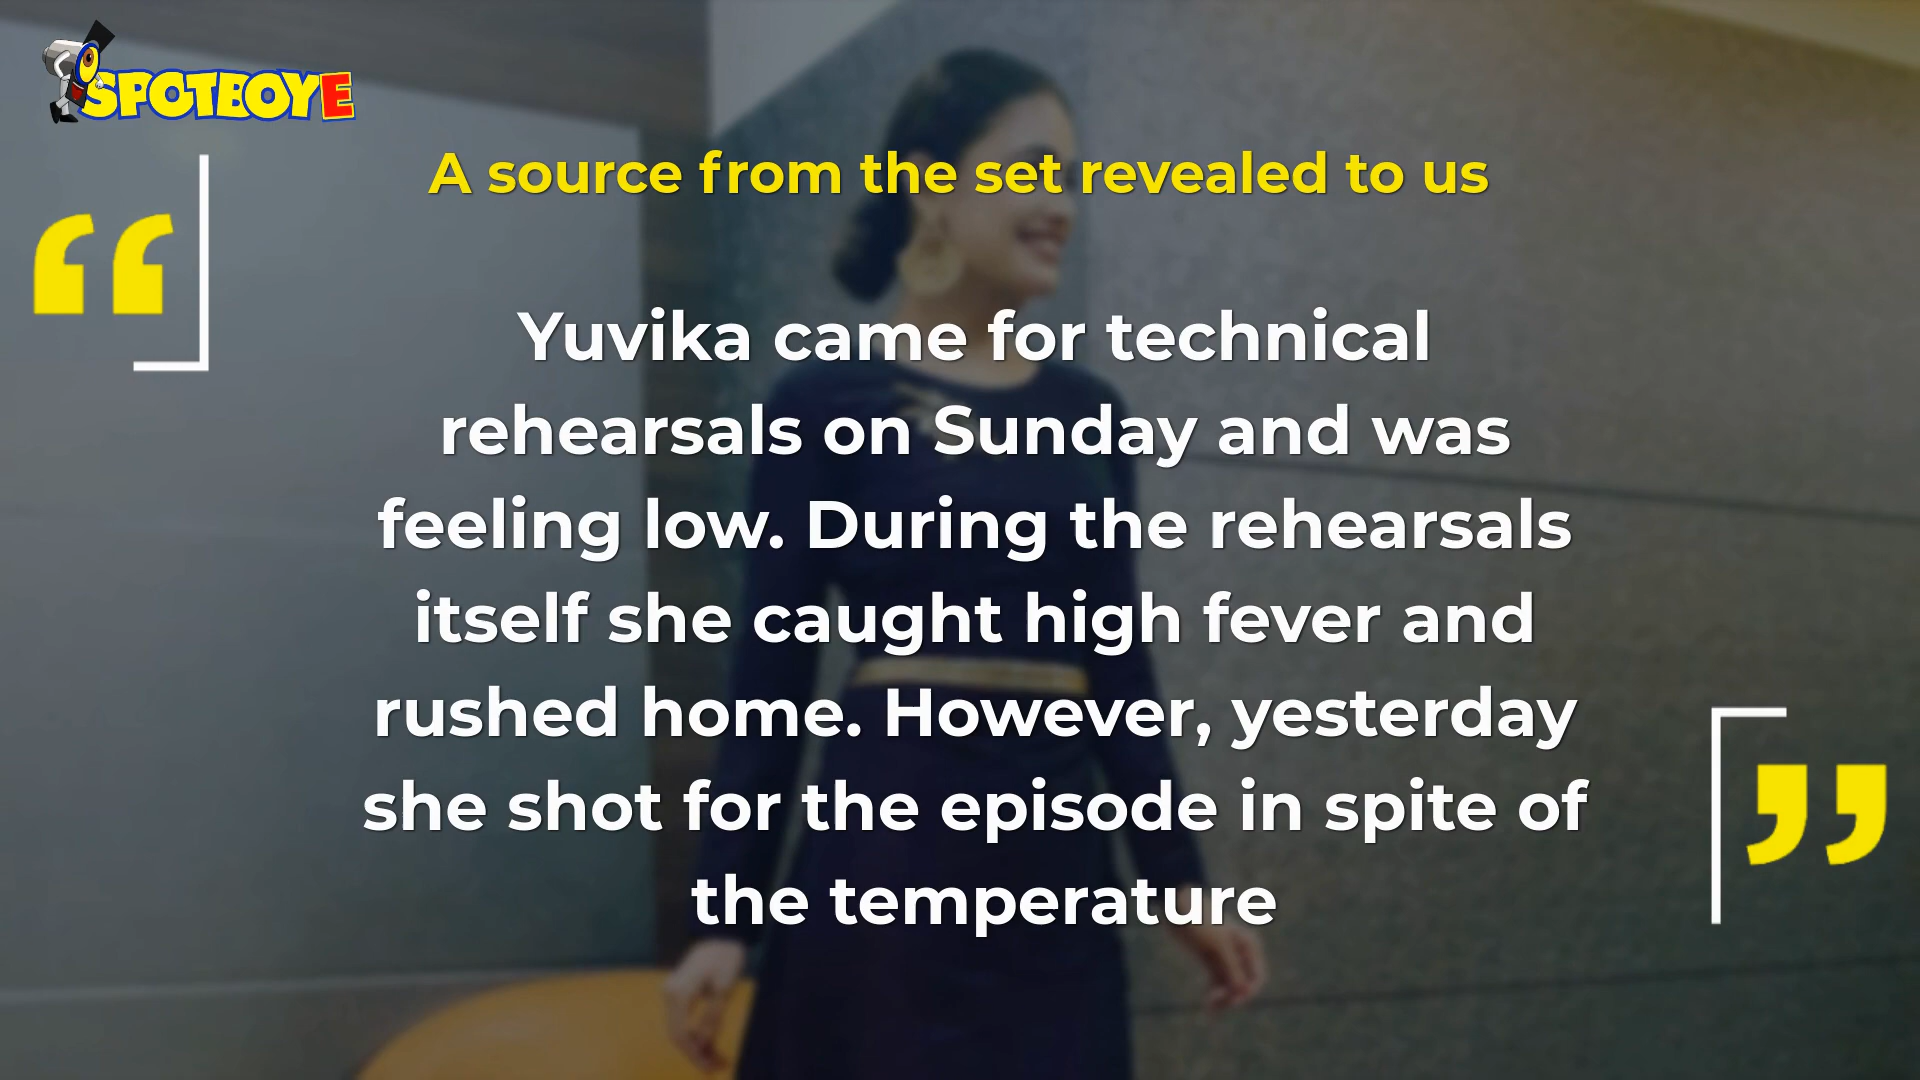 SPOTBOYE
A source from the set revealed to us
“
Yuvika came for technical
rehearsals on Sunday and was
feeling low. During the rehearsals
itself she caught high fever and
rushed home. However, yesterday
she shot for the episode in spite of
the temperature
”